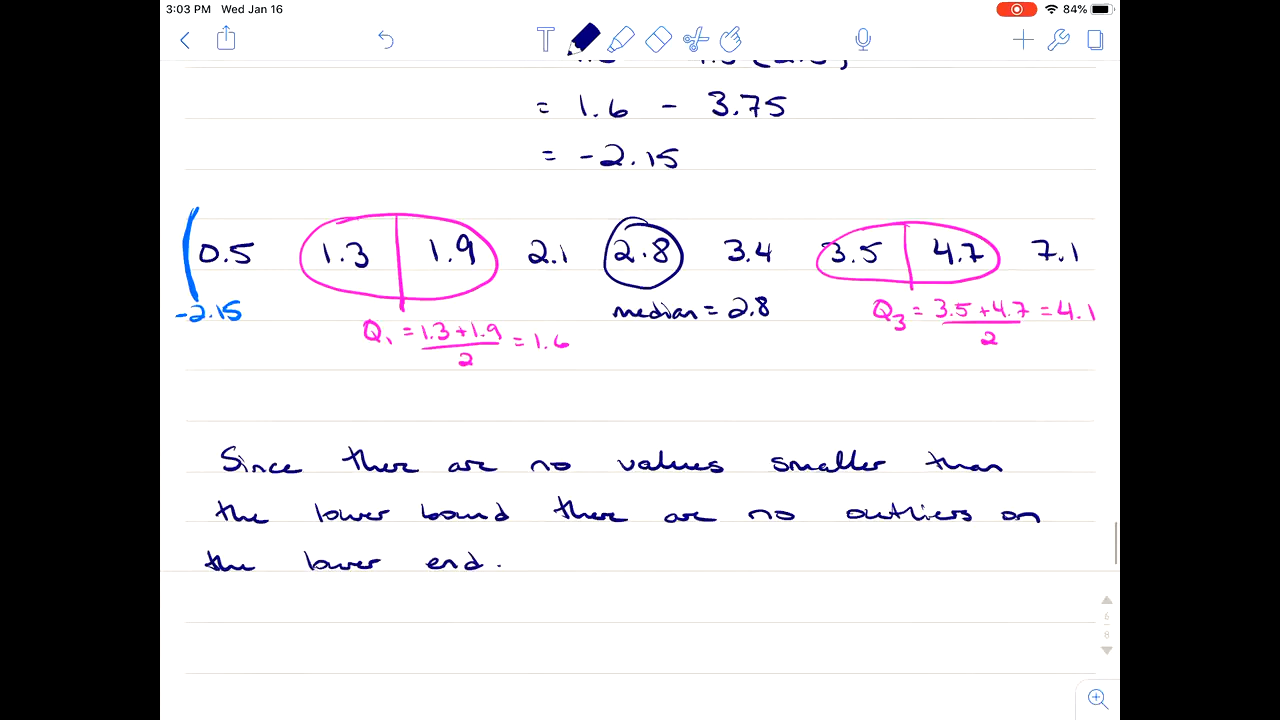 3:03 PM Wed Jan 16
84%
= 1.6 - 3.75
= -2.15
0.5 1.3 1.9 2.1 2.8 3.4 3.5 4.7 7.1
-2.15
Q1 = 1.3+1.9/2 = 1.6
median = 2.8
Q3 = 3.5+4.7/2 = 4.1
Since there are no values smaller than
the lower bound there are no outliers on
the lower end.
6
8